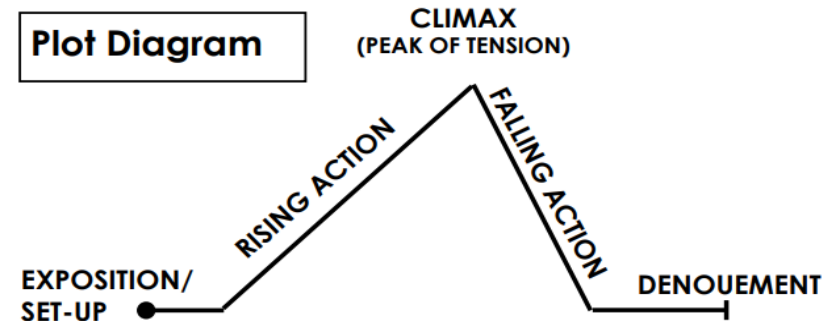 Plot Diagram
CLIMAX
(PEAK OF TENSION)
RISING ACTION
FALLING ACTION
EXPOSITION/
SET-UP
DENOUEMENT